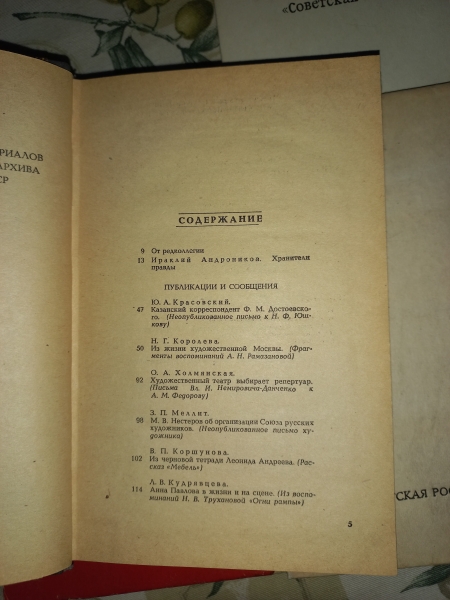 «Советская
РИАЛОВ
АРХИВА
СР
СОДЕРЖАНИЕ
9 От редколлегии
13 Ираклий Андроников. Хранители
правды
ПУБЛИКАЦИИ И СООБЩЕНИЯ
Ю. А. Красовский.
47 Казанский корреспондент Ф. М. Достоевско-
го. (Неопубликованное письмо к Н. Ф. Юш-
кову)
Н. Г. Королева.
50 Из жизни художественной Москвы. (Фраг-
менты воспоминаний А. Н. Рамазановой)
О. А. Холмянская.
92 Художественный театр выбирает репертуар.
(Письма Вл. И. Немировича-Данченко к
А. М. Федорову)
З. П. Меллит.
98 М. В. Нестеров об организации Союза русских
художников. (Неопубликованное письмо ху-
дожника)
В. П. Коршунова.
102 Из черновой тетради Леонида Андреева. (Рас-
сказ «Мебель»)
Л. В. Кудрявцева.
114 Анна Павлова в жизни и на сцене. (Из воспо-
минаний Н. В. Трухановой «Огни рампы»)
5
ТСКАЯ РОС